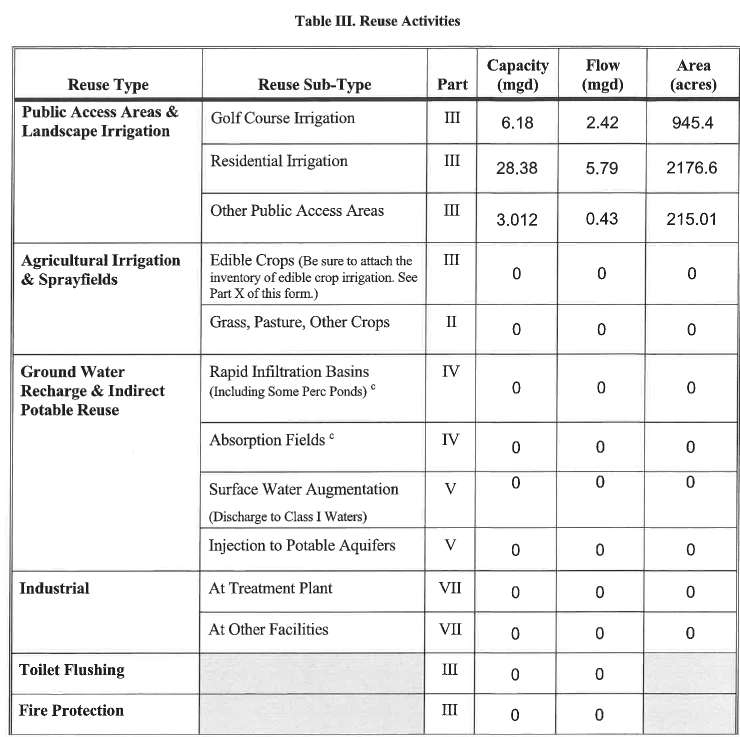 Table III. Reuse Activities
Reuse Type Reuse Sub-Type Part Capacity (mgd) Flow (mgd) Area (acres)
Public Access Areas & Landscape Irrigation
Golf Course Irrigation III 6.18 2.42 945.4
Residential Irrigation III 28.38 5.79 2176.6
Other Public Access Areas III 3.012 0.43 215.01
Agricultural Irrigation & Sprayfields
Edible Crops (Be sure to attach the
inventory of edible crop irrigation. See
Part X of this form.) III 0 0 0
Grass, Pasture, Other Crops II 0 0 0
Ground Water
Recharge & Indirect
Potable Reuse
Rapid Infiltration Basins
(Including Some Perc Ponds) c IV 0 0 0
Absorption Fields c IV 0 0 0
Surface Water Augmentation
(Discharge to Class I Waters) V 0 0 0
Injection to Potable Aquifers V 0 0 0
Industrial At Treatment Plant VII 0 0 0
At Other Facilities VII 0 0 0
Toilet Flushing III 0 0
Fire Protection III 0 0